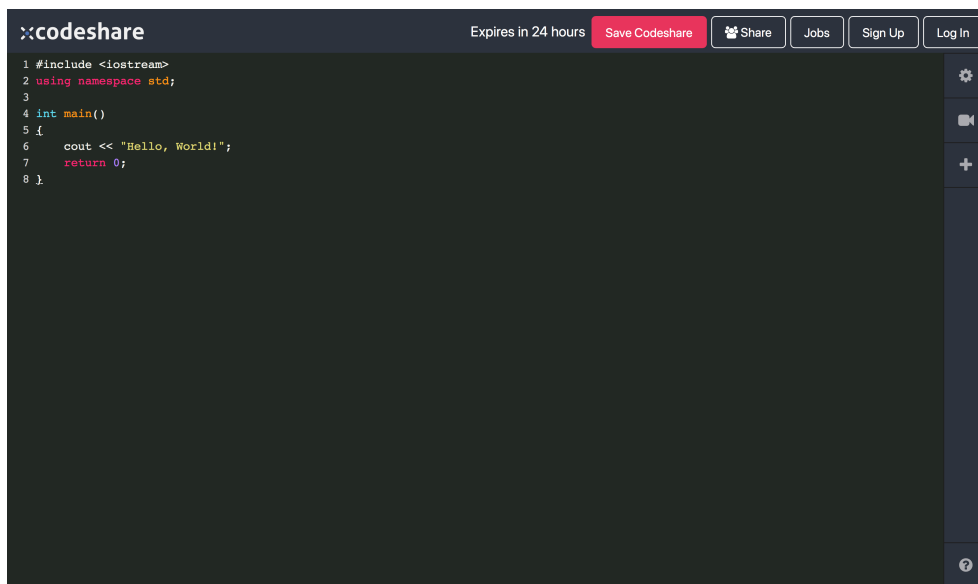 xcodeshare
Expires in 24 hours
Save Codeshare
Share
Jobs
Sign Up
Log In
1 #include <iostream>
2 using namespace std;
3
4 int main()
5 {
6     cout << "Hello, World!";
7     return 0;
8 }